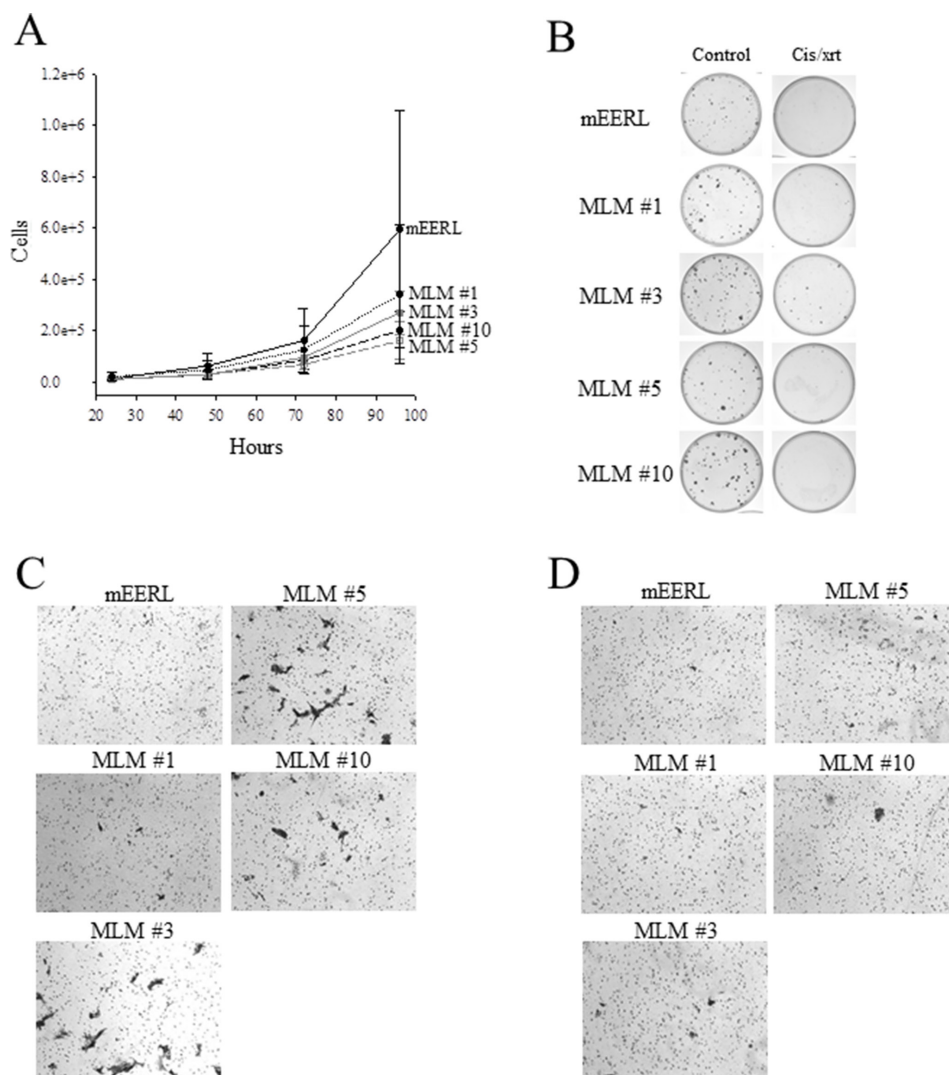 A
1.2e+6
1.0e+6
8.0e+5
6.0e+5
4.0e+5
2.0e+5
0.0
Cells
20 30 40 50 60 70 80 90 100
Hours
mEERL
MLM #1
MLM #3
MLM #10
MLM #5
B
Control Cis/xrt
mEERL
MLM #1
MLM #3
MLM #5
MLM #10
C
mEERL MLM #5
MLM #1 MLM #10
MLM #3
D
mEERL MLM #5
MLM #1 MLM #10
MLM #3